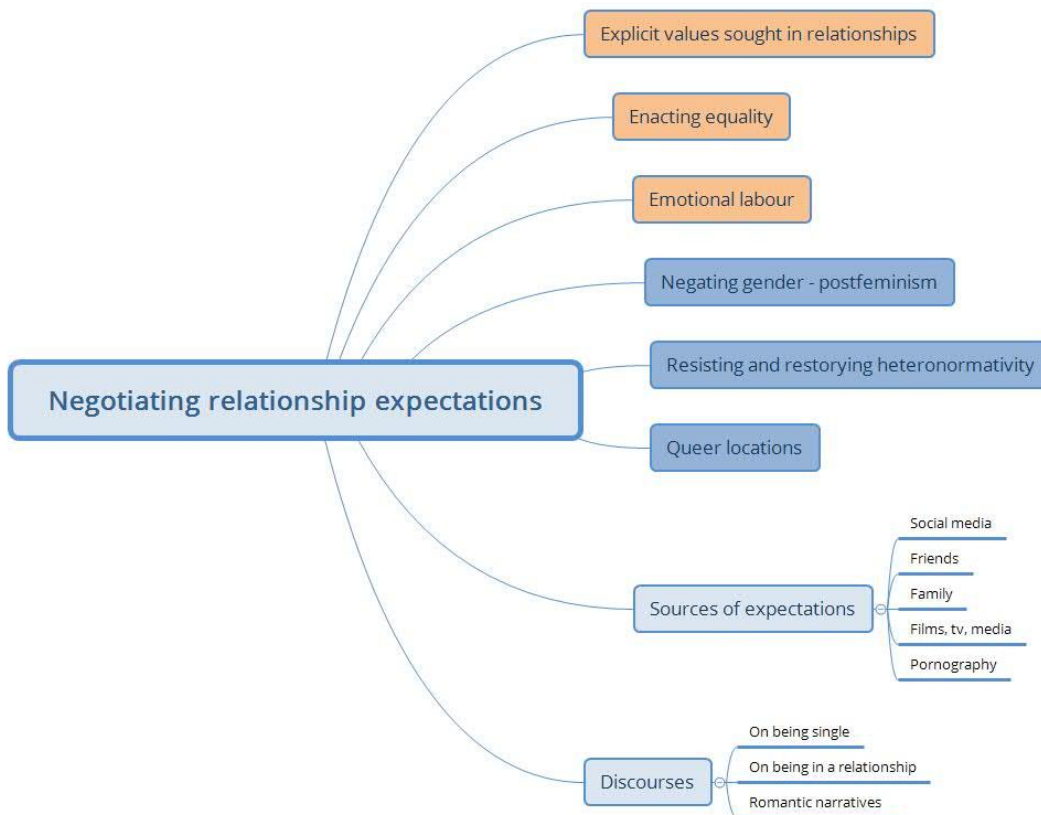 Explicit values sought in relationships
Enacting equality
Emotional labour
Negating gender - postfeminism
Negotiating relationship expectations
Resisting and restorying heteronormativity
Queer locations
Sources of expectations
Social media
Friends
Family
Films, tv, media
Pornography
Discourses
On being single
On being in a relationship
Romantic narratives